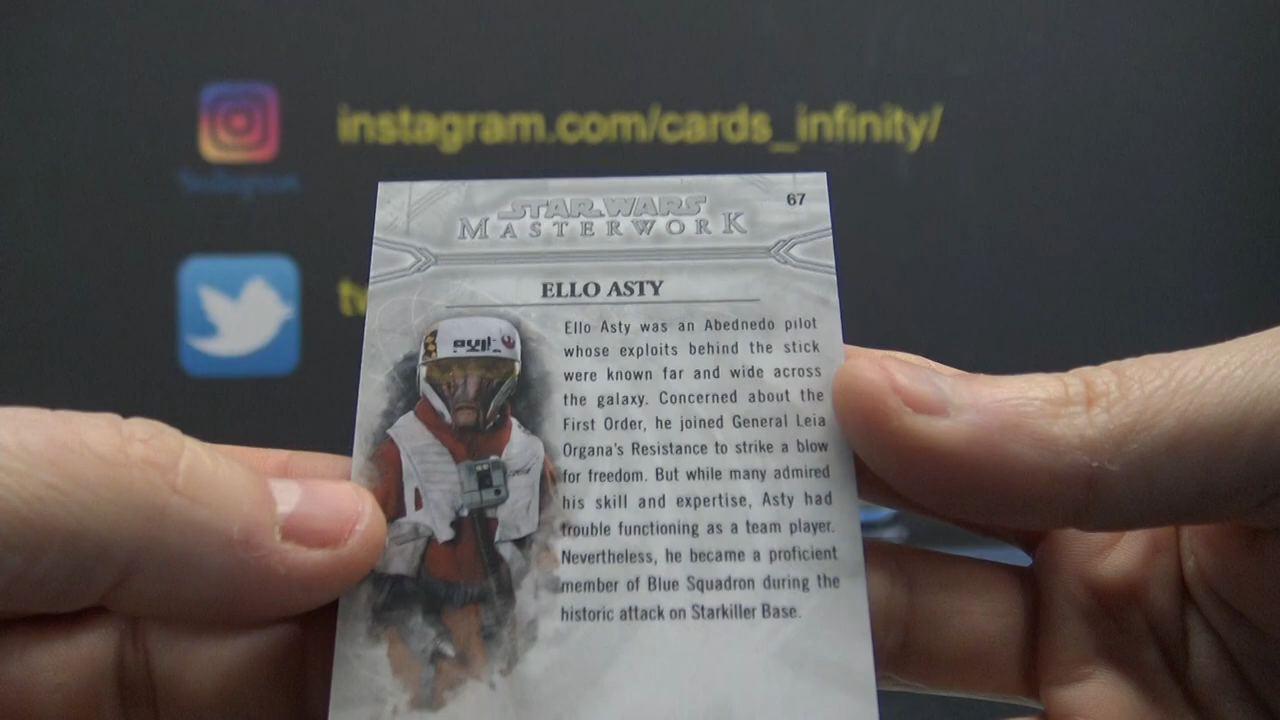 instagram.com/cards_infinity/
Instagram
tw
STAR WARS
MASTERWORK
67
ELLO ASTY
Ello Asty was an Abednedo pilot
whose exploits behind the stick
were known far and wide across
the galaxy. Concerned about the
First Order, he joined General Leia
Organa's Resistance to strike a blow
for freedom. But while many admired
his skill and expertise, Asty had
trouble functioning as a team player.
Nevertheless, he became a proficient
member of Blue Squadron during the
historic attack on Starkiller Base.